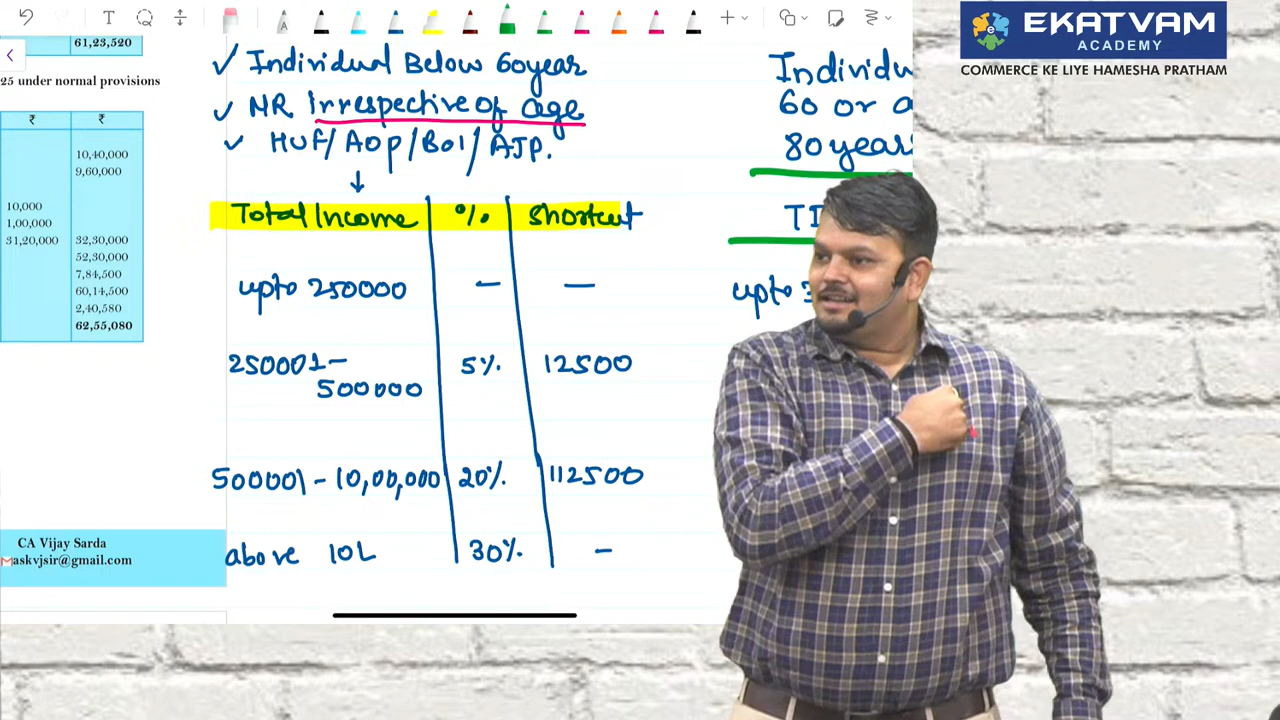 61,23,520
25 under normal provisions
₹ ₹
10,40,000
9,60,000
10,000
1,00,000
31,20,000 32,30,000
52,30,000
7,84,500
60,14,500
2,40,580
62,55,080
CA Vijay Sarda
askvjsir@gmail.com
✓ Individual Below 60year
✓ NR Irrespective of age
✓ HUF/AOP/BOI/AJP.
↓
Total Income % Shortcut
upto 250000 — —
250001 –
500000 5% 12500
500001 – 10,00,000 20% 112500
above 10L 30% –
60 or a
80 year
TI
upto 3
EKATVAM
ACADEMY
COMMERCE KE LIYE HAMESHA PRATHAM